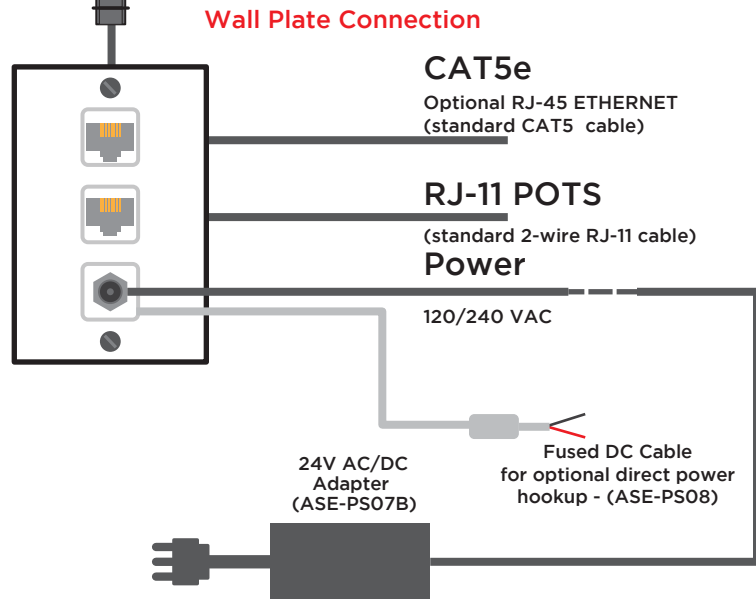 Wall Plate Connection
CAT5e
Optional RJ-45 ETHERNET
(standard CAT5 cable)
RJ-11 POTS
(standard 2-wire RJ-11 cable)
Power
120/240 VAC
Fused DC Cable
for optional direct power
hookup - (ASE-PS08)
24V AC/DC
Adapter
(ASE-PS07B)